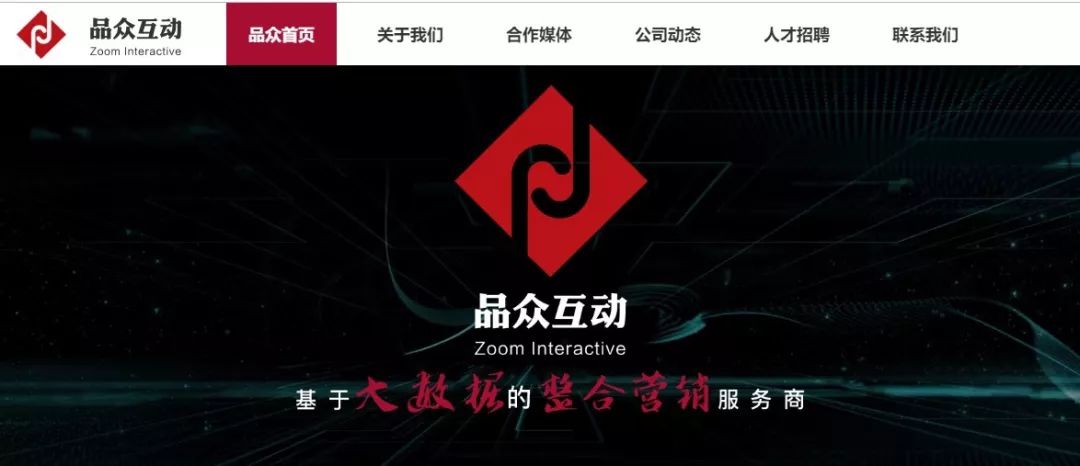 品众互动
Zoom Interactive
品众首页 关于我们 合作媒体 公司动态 人才招聘 联系我们
品众互动
Zoom Interactive
基于大数据的整合营销服务商